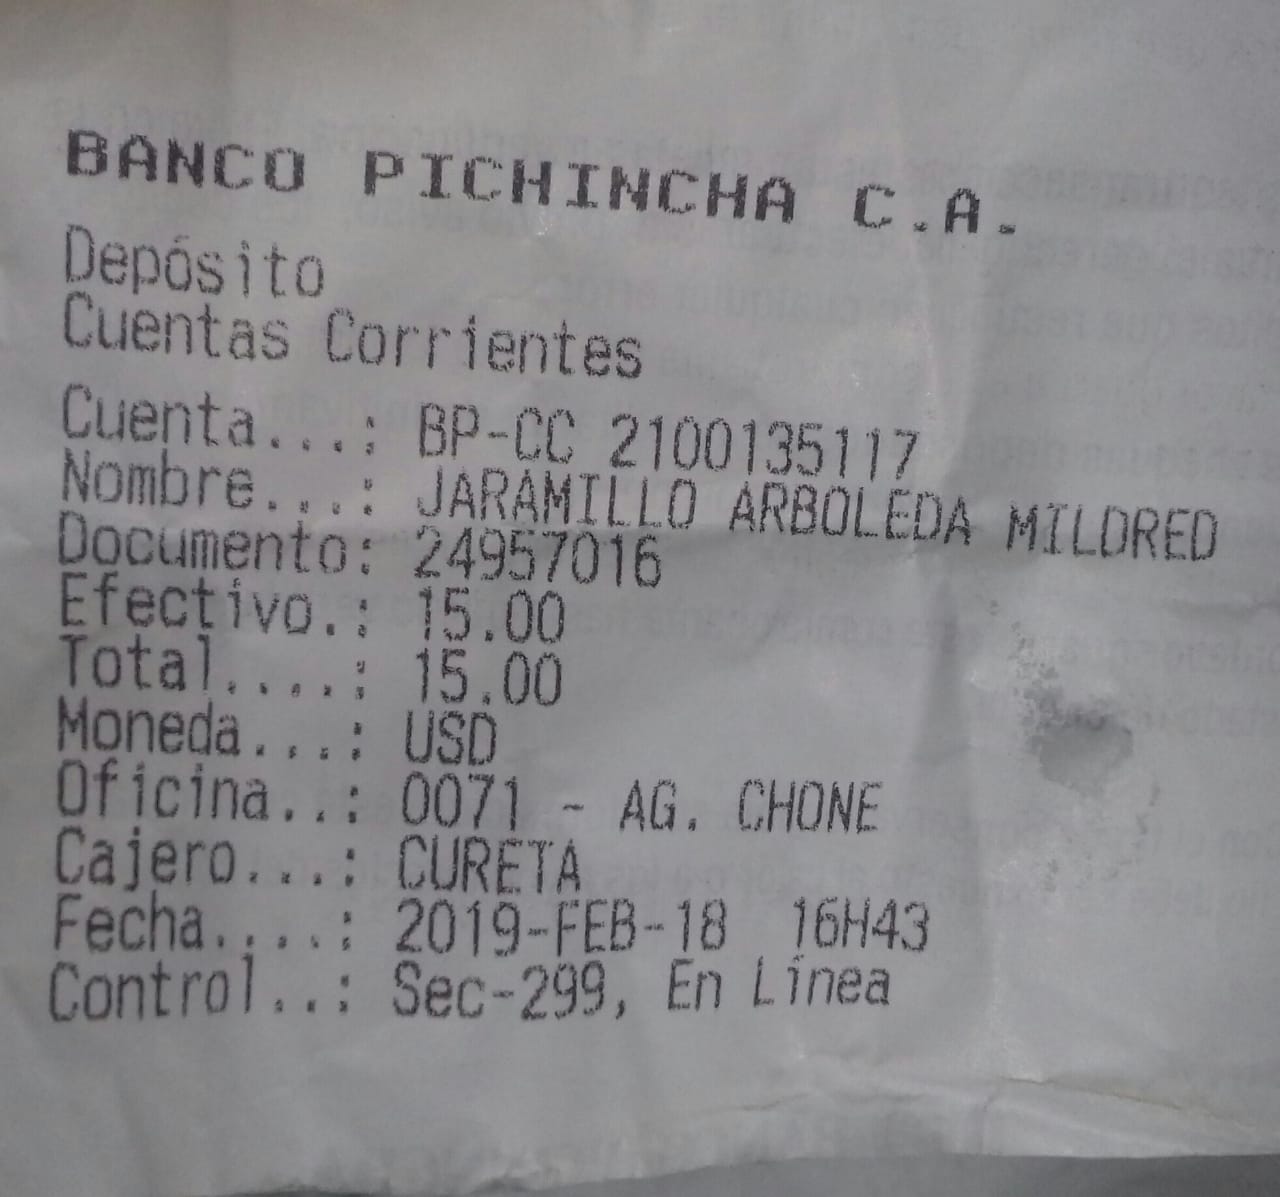 BANCO PICHINCHA C.A.
Depósito
Cuentas Corrientes
Cuenta...: BP-CC 2100135117
Nombre...: JARAMILLO ARBOLEDA MILDRED
Documento: 24957016
Efectivo.: 15.00
Total....: 15.00
Moneda...: USD
Oficina..: 0071 - AG. CHONE
Cajero...: CURETA
Fecha....: 2019-FEB-18 16H43
Control..: Sec-299, En Línea